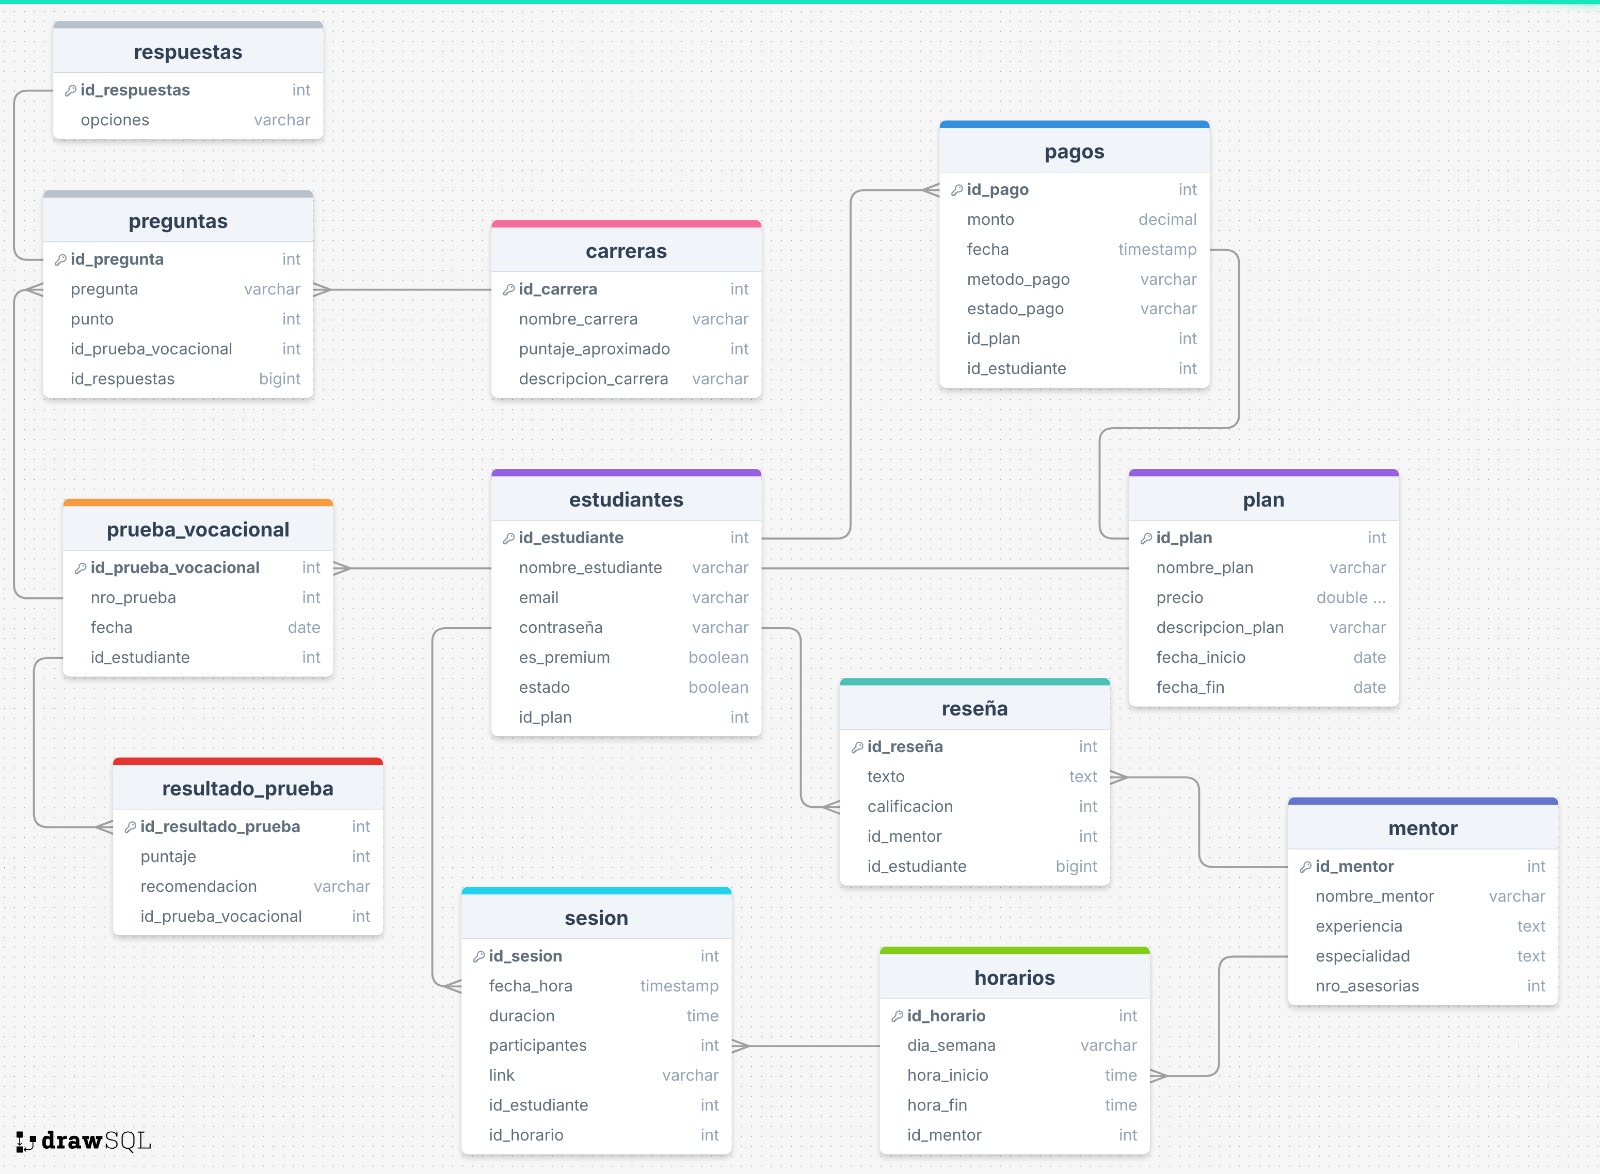 respuestas
id_respuestas int
opciones varchar
preguntas
id_pregunta int
pregunta varchar
punto int
id_prueba_vocacional int
id_respuestas bigint
carreras
id_carrera int
nombre_carrera varchar
puntaje_aproximado int
descripcion_carrera varchar
pagos
id_pago int
monto decimal
fecha timestamp
metodo_pago varchar
estado_pago varchar
id_plan int
id_estudiante int
prueba_vocacional
id_prueba_vocacional int
nro_prueba int
fecha date
id_estudiante int
estudiantes
id_estudiante int
nombre_estudiante varchar
email varchar
contraseña varchar
es_premium boolean
estado boolean
id_plan int
plan
id_plan int
nombre_plan varchar
precio double ...
descripcion_plan varchar
fecha_inicio date
fecha_fin date
reseña
id_reseña int
texto text
calificacion int
id_mentor int
id_estudiante bigint
resultado_prueba
id_resultado_prueba int
puntaje int
recomendacion varchar
id_prueba_vocacional int
mentor
id_mentor int
nombre_mentor varchar
experiencia text
especialidad text
nro_asesorias int
sesion
id_sesion int
fecha_hora timestamp
duracion time
participantes int
link varchar
id_estudiante int
id_horario int
horarios
id_horario int
dia_semana varchar
hora_inicio time
hora_fin time
id_mentor int
drawSQL